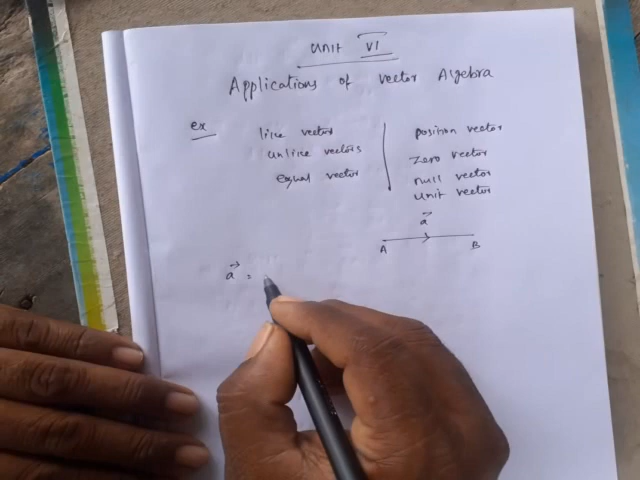 Unit VI
Applications of vector Algebra
ex
like vector
unlike vectors
equal vector
position vector
zero vector
null vector
unit vector
a⃗
A B
a⃗ =